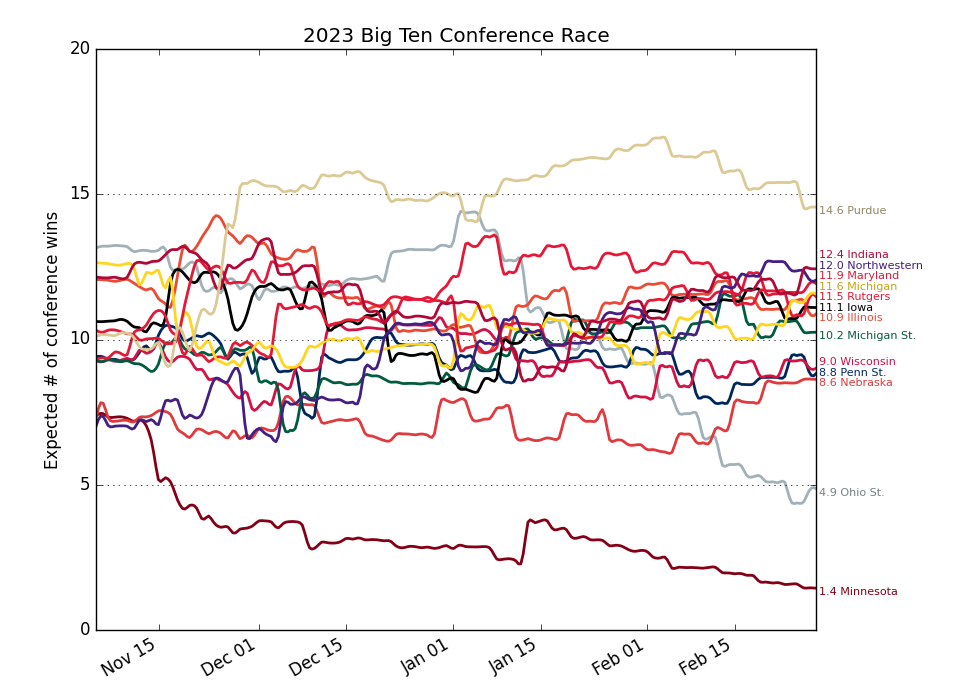 2023 Big Ten Conference Race
Expected # of conference wins
20
15
10
5
0
Nov 15
Dec 01
Dec 15
Jan 01
Jan 15
Feb 01
Feb 15
14.6 Purdue
12.4 Indiana
12.0 Northwestern
11.9 Maryland
11.6 Michigan
11.5 Rutgers
11.1 Iowa
10.9 Illinois
10.2 Michigan St.
9.0 Wisconsin
8.8 Penn St.
8.6 Nebraska
4.9 Ohio St.
1.4 Minnesota